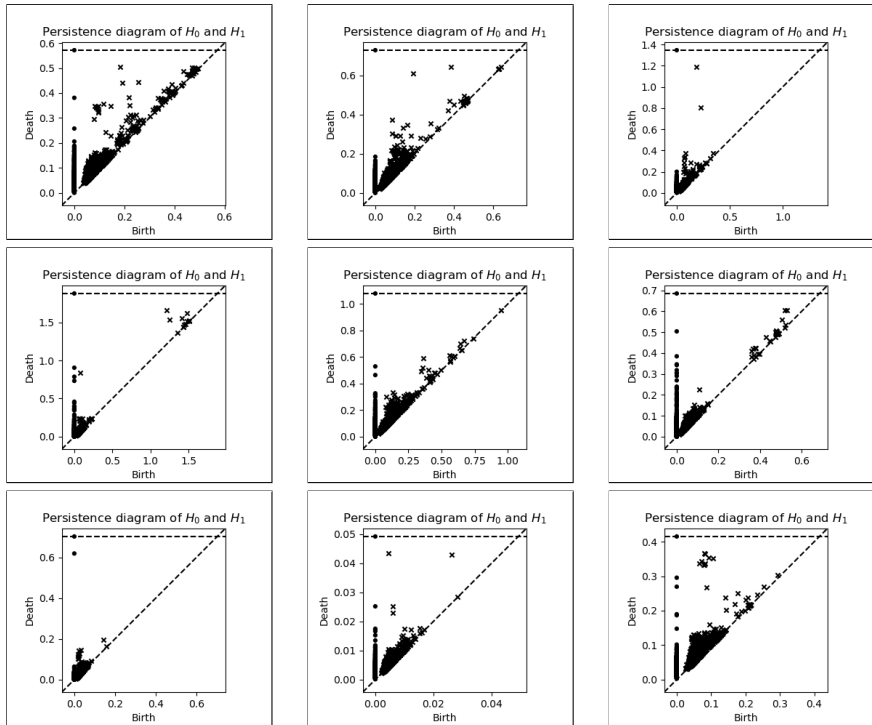 Persistence diagram of H₀ and H₁
0.6
0.5
0.4
0.3
0.2
0.1
0.0
Death
0.0 0.2 0.4 0.6
Birth
Persistence diagram of H₀ and H₁
0.6
0.4
0.2
0.0
Death
0.0 0.2 0.4 0.6
Birth
Persistence diagram of H₀ and H₁
1.4
1.2
1.0
0.8
0.6
0.4
0.2
0.0
Death
0.0 0.5 1.0
Birth
Persistence diagram of H₀ and H₁
1.5
1.0
0.5
0.0
Death
0.0 0.5 1.0 1.5
Birth
Persistence diagram of H₀ and H₁
1.0
0.8
0.6
0.4
0.2
0.0
Death
0.00 0.25 0.50 0.75 1.00
Birth
Persistence diagram of H₀ and H₁
0.7
0.6
0.5
0.4
0.3
0.2
0.1
0.0
Death
0.0 0.2 0.4 0.6
Birth
Persistence diagram of H₀ and H₁
0.6
0.4
0.2
0.0
Death
0.0 0.2 0.4 0.6
Birth
Persistence diagram of H₀ and H₁
0.05
0.04
0.03
0.02
0.01
0.00
Death
0.00 0.02 0.04
Birth
Persistence diagram of H₀ and H₁
0.4
0.3
0.2
0.1
0.0
Death
0.0 0.1 0.2 0.3 0.4
Birth